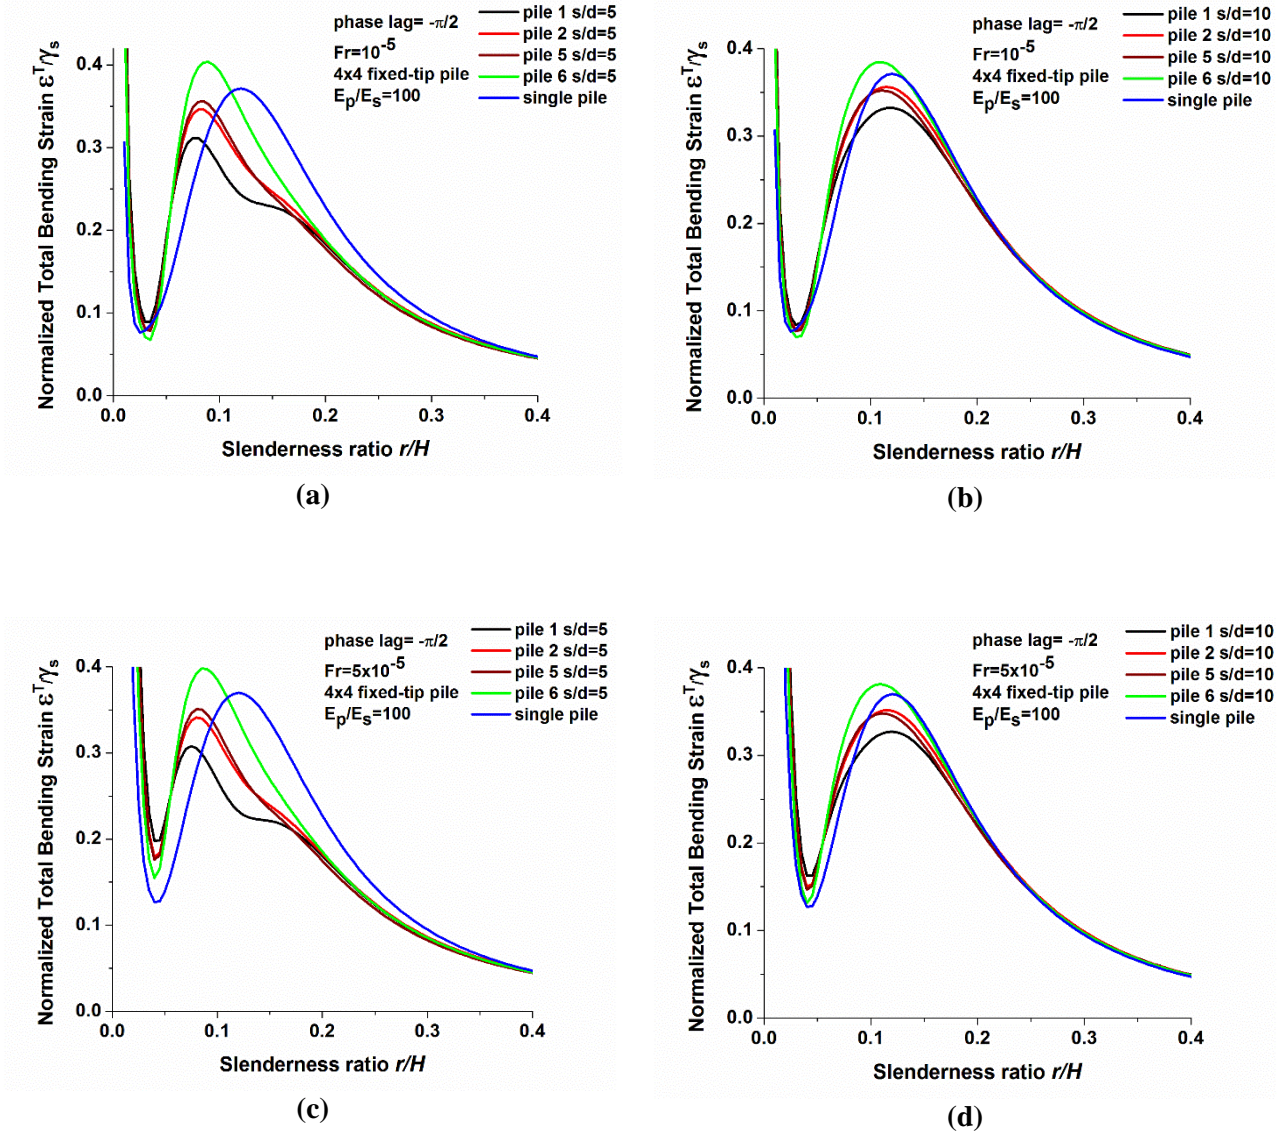 phase lag= -π/2
Fr=10⁻⁵
4x4 fixed-tip pile
Eₚ/Eₛ=100
pile 1 s/d=5
pile 2 s/d=5
pile 5 s/d=5
pile 6 s/d=5
single pile
Normalized Total Bending Strain εᵀ/γₛ
0.4
0.3
0.2
0.1
0.0
0.0 0.1 0.2 0.3 0.4
Slenderness ratio r/H
(a)
phase lag= -π/2
Fr=10⁻⁵
4x4 fixed-tip pile
Eₚ/Eₛ=100
pile 1 s/d=10
pile 2 s/d=10
pile 5 s/d=10
pile 6 s/d=10
single pile
Normalized Total Bending Strain εᵀ/γₛ
0.4
0.3
0.2
0.1
0.0
0.0 0.1 0.2 0.3 0.4
Slenderness ratio r/H
(b)
phase lag= -π/2
Fr=5x10⁻⁵
4x4 fixed-tip pile
Eₚ/Eₛ=100
pile 1 s/d=5
pile 2 s/d=5
pile 5 s/d=5
pile 6 s/d=5
single pile
Normalized Total Bending Strain εᵀ/γₛ
0.4
0.3
0.2
0.1
0.0
0.0 0.1 0.2 0.3 0.4
Slenderness ratio r/H
(c)
phase lag= -π/2
Fr=5x10⁻⁵
4x4 fixed-tip pile
Eₚ/Eₛ=100
pile 1 s/d=10
pile 2 s/d=10
pile 5 s/d=10
pile 6 s/d=10
single pile
Normalized Total Bending Strain εᵀ/γₛ
0.4
0.3
0.2
0.1
0.0
0.0 0.1 0.2 0.3 0.4
Slenderness ratio r/H
(d)